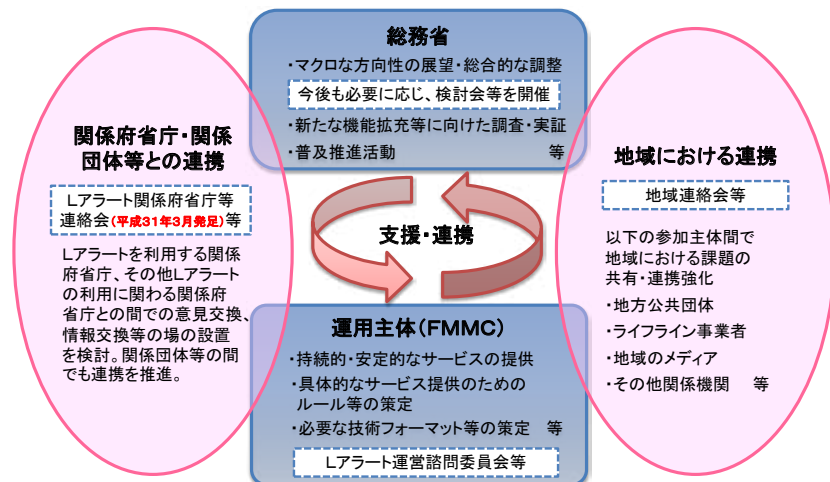 総務省
・マクロな方向性の展望・総合的な調整
今後も必要に応じ、検討会等を開催
・新たな機能拡充等に向けた調査・実証
・普及推進活動 等
関係府省庁・関係
団体等との連携
Lアラート関係府省庁等
連絡会(平成31年3月発足)等
Lアラートを利用する関係
府省庁、その他Lアラート
の利用に関わる関係府
省庁との間での意見交換、
情報交換等の場の設置
を検討。関係団体等の間
でも連携を推進。
支援・連携
地域における連携
地域連絡会等
以下の参加主体間で
地域における課題の
共有・連携強化
・地方公共団体
・ライフライン事業者
・地域のメディア
・その他関係機関 等
運用主体(FMMC)
・持続的・安定的なサービスの提供
・具体的なサービス提供のための
ルール等の策定
・必要な技術フォーマット等の策定 等
Lアラート運営諮問委員会等